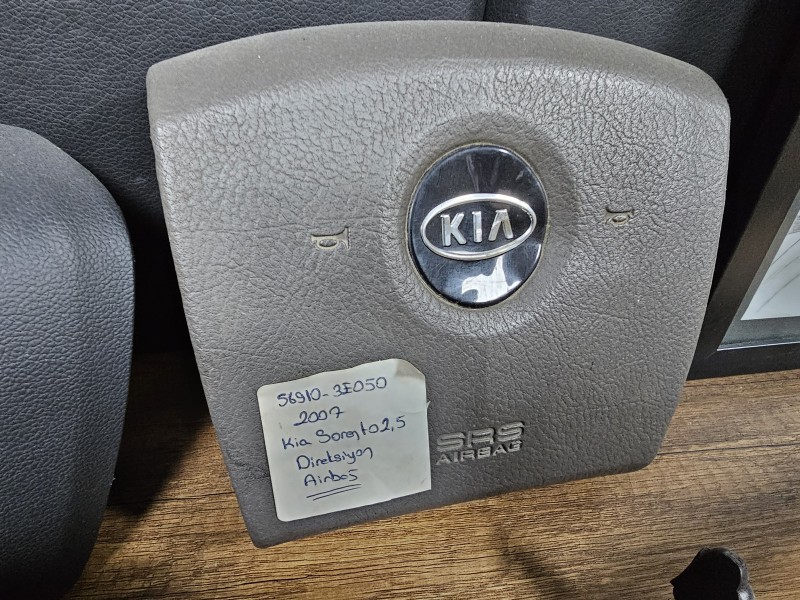 KIA
56910-3E050
2007
Kia Sorento 2,5
Direksiyon
Airbag
SRS
AIRBAG